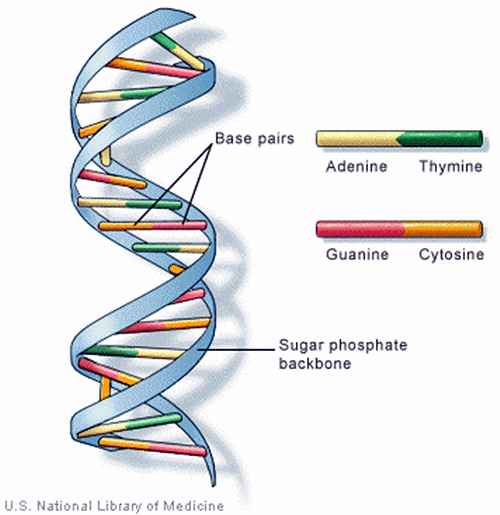 Base pairs
Adenine Thymine
Guanine Cytosine
Sugar phosphate
backbone
U.S. National Library of Medicine